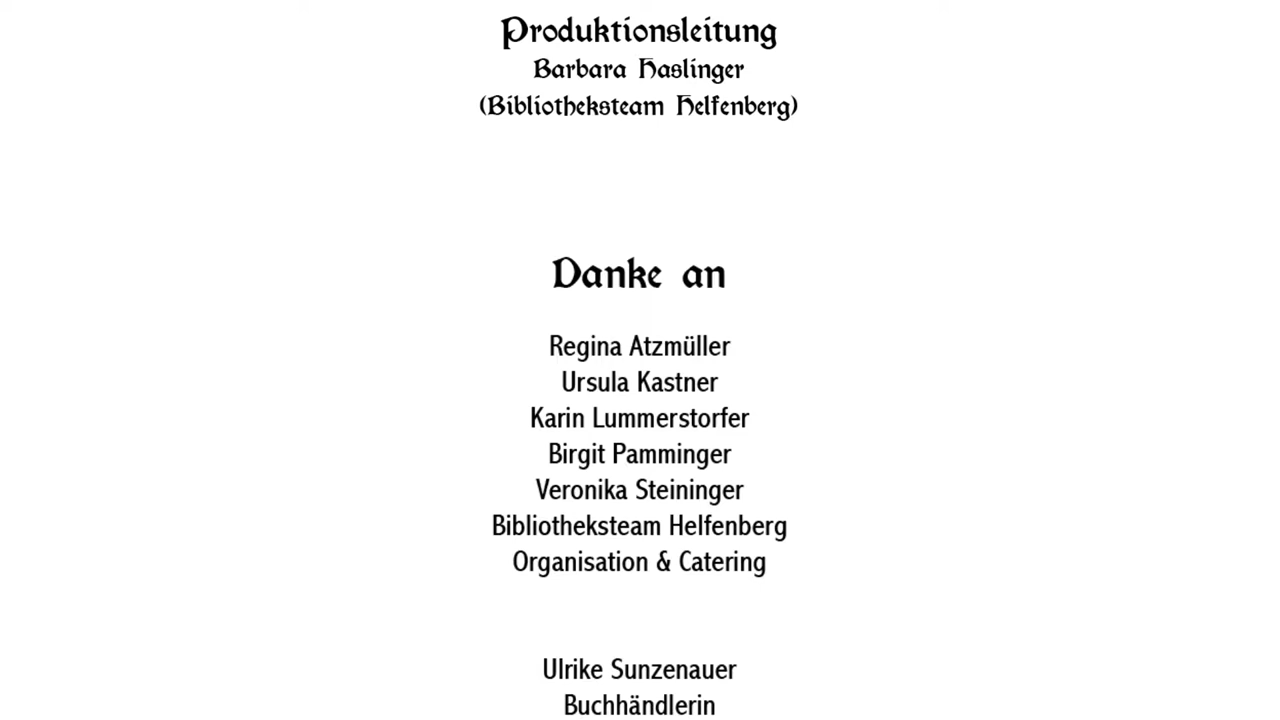 Produktionsleitung
Barbara Haslinger
(Bibliotheksteam Helfenberg)
Danke an
Regina Atzmüller
Ursula Kastner
Karin Lummerstorfer
Birgit Pamminger
Veronika Steininger
Bibliotheksteam Helfenberg
Organisation & Catering
Ulrike Sunzenauer
Buchhändlerin